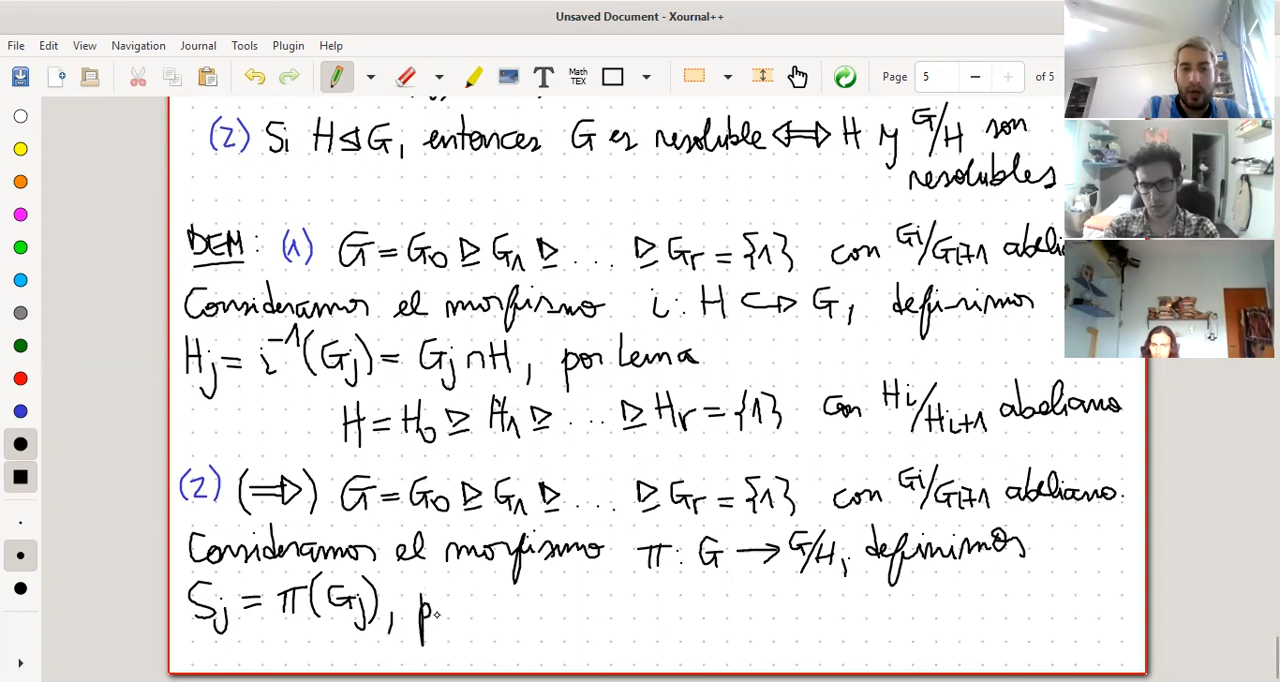 Unsaved Document - Xournal++
File Edit View Navigation Journal Tools Plugin Help
T Math TEX Page 5 of 5
(2) Si H ⊴ G, entonces G es resoluble ⟺ H y G/H son
resolubles
DEM: (1) G = G0 ⊵ G1 ⊵ ... ⊵ Gr = {1} con Gi/Gi+1 abelia
Consideramos el morfismo i: H ↪ G, definimos
Hj = i⁻¹(Gj) = Gj ∩ H, por lema
H = H0 ⊵ H1 ⊵ ... ⊵ Hr = {1} con Hi/Hi+1 abeliano
(2) (⟹) G = G0 ⊵ G1 ⊵ ... ⊵ Gr = {1} con Gi/Gi+1 abeliano.
Consideramos el morfismo π: G → G/H, definimos
Sj = π(Gj), p